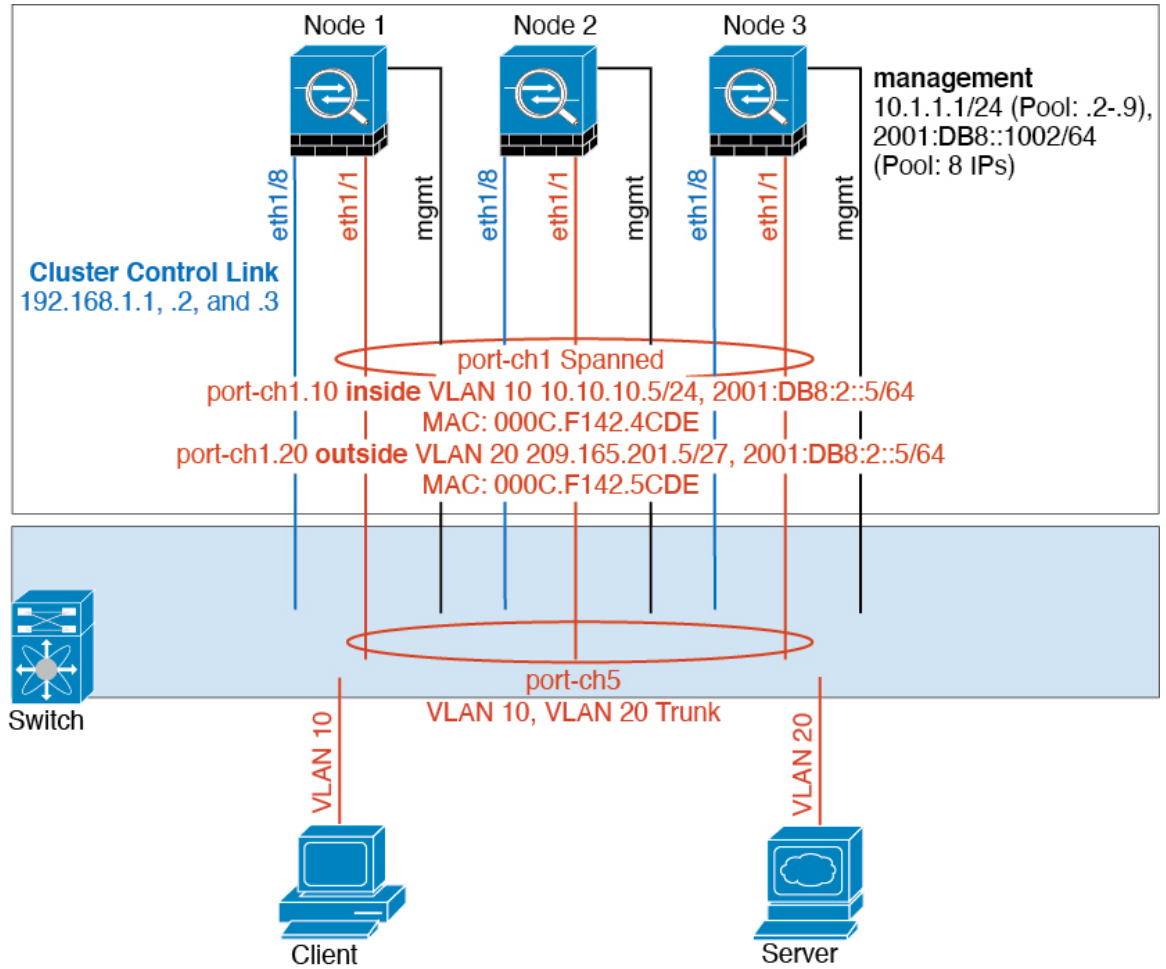 Node 1
Node 2
Node 3
management
10.1.1.1/24 (Pool: .2-.9),
2001:DB8::1002/64
(Pool: 8 IPs)
eth1/8
eth1/1
mgmt
eth1/8
eth1/1
mgmt
eth1/8
eth1/1
mgmt
Cluster Control Link
192.168.1.1, .2, and .3
port-ch1 Spanned
port-ch1.10 inside VLAN 10 10.10.10.5/24, 2001:DB8:2::5/64
MAC: 000C.F142.4CDE
port-ch1.20 outside VLAN 20 209.165.201.5/27, 2001:DB8:2::5/64
MAC: 000C.F142.5CDE
port-ch5
VLAN 10, VLAN 20 Trunk
Switch
VLAN 10
VLAN 20
Client
Server